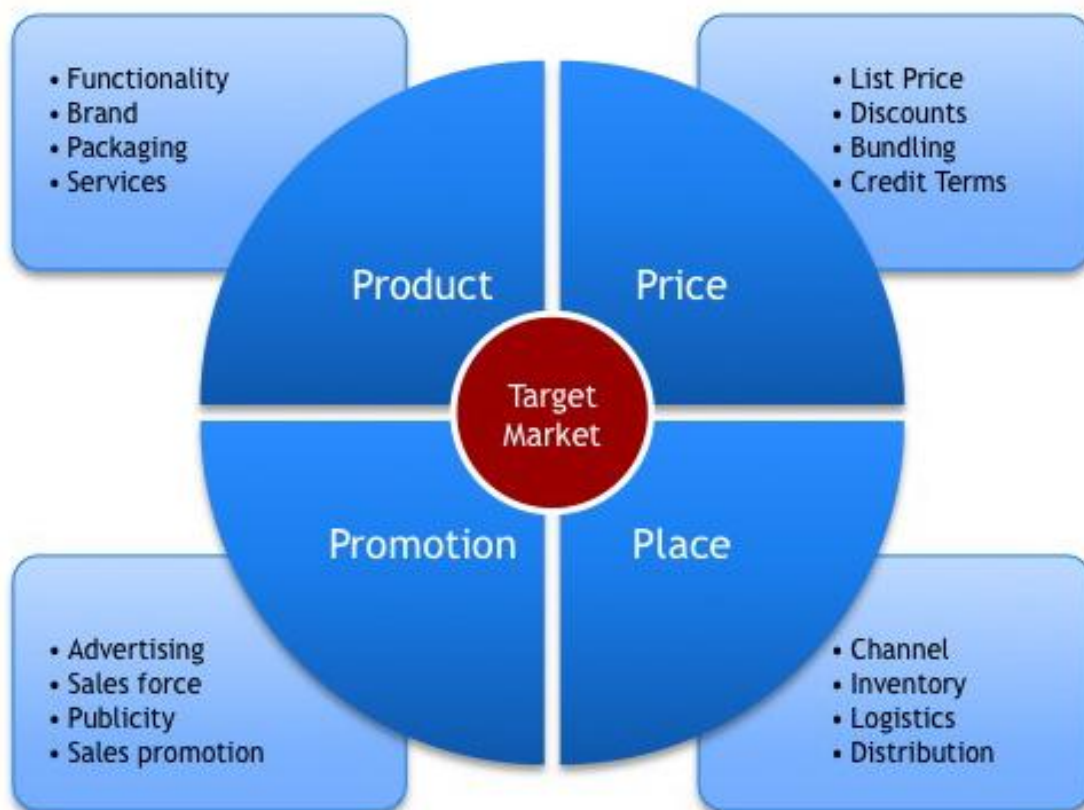 • Functionality
• Brand
• Packaging
• Services
• List Price
• Discounts
• Bundling
• Credit Terms
Product
Price
Target
Market
Promotion
Place
• Advertising
• Sales force
• Publicity
• Sales promotion
• Channel
• Inventory
• Logistics
• Distribution